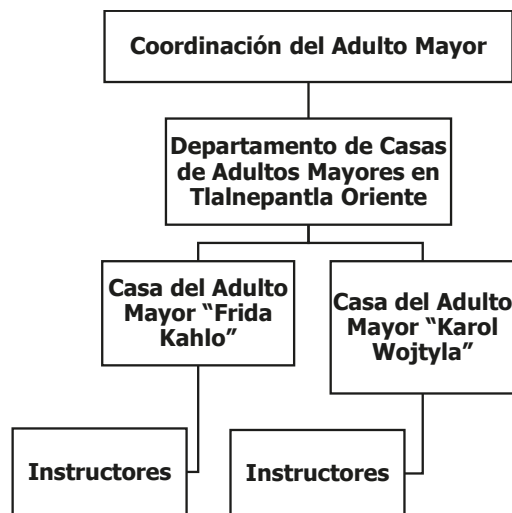 Coordinación del Adulto Mayor
Departamento de Casas
de Adultos Mayores en
Tlalnepantla Oriente
Casa del Adulto
Mayor “Frida
Kahlo”
Casa del Adulto
Mayor “Karol
Wojtyla”
Instructores
Instructores